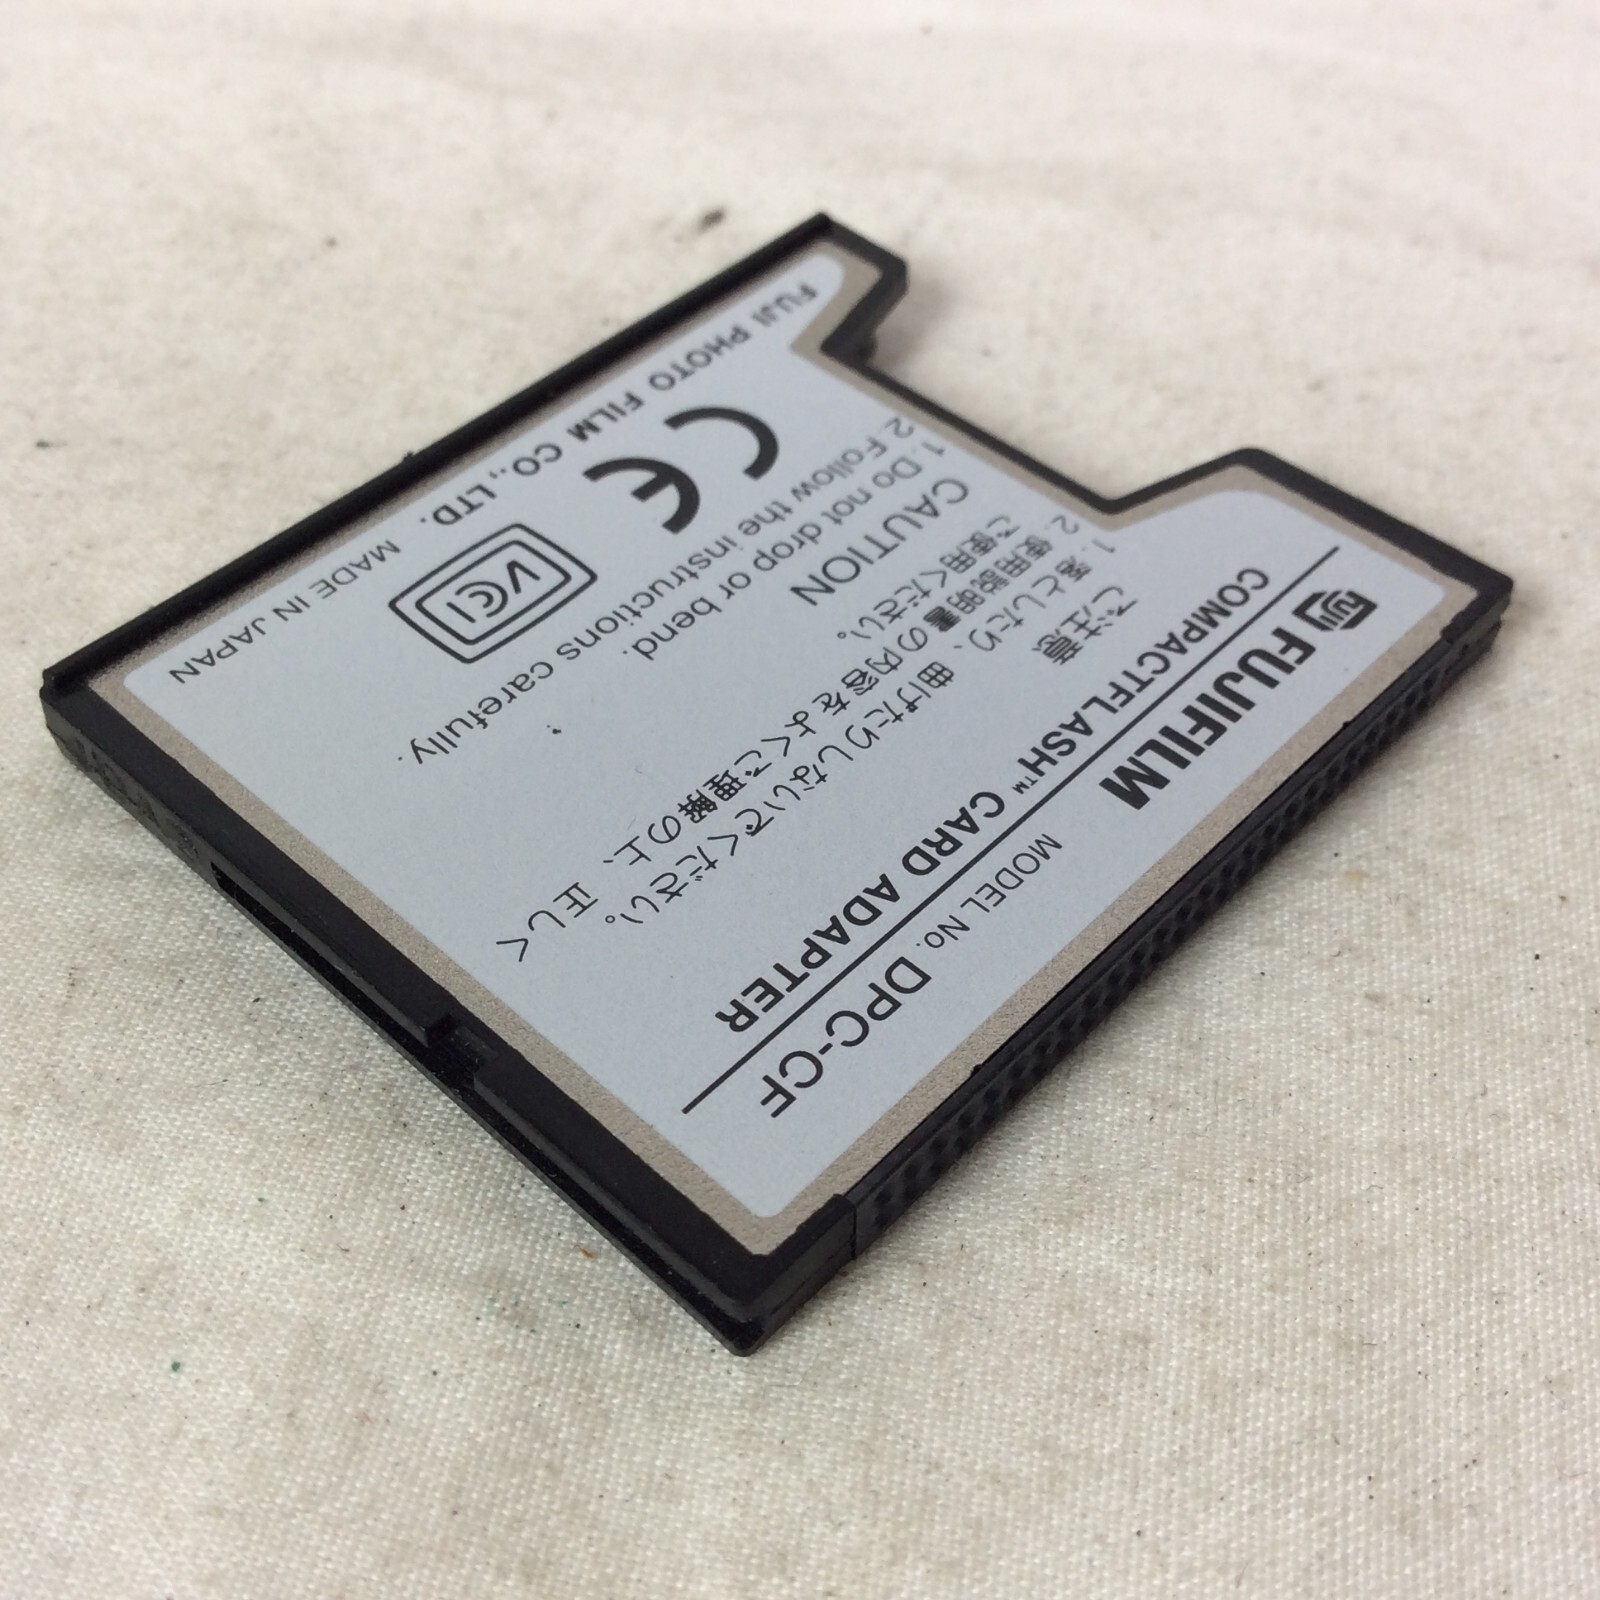 FUJI FUJIFILM
COMPACTFLASH™ CARD ADAPTER
MODEL No. DPC-CF
ご注意
1. 落としたり、曲げたりしないでください。
2. 使用説明書の内容をよくご理解の上、正しく
ご使用ください。
CAUTION
1. Do not drop or bend.
2 Follow the instructions carefully.
CE
VCI
FUJI PHOTO FILM CO., LTD.
MADE IN JAPAN